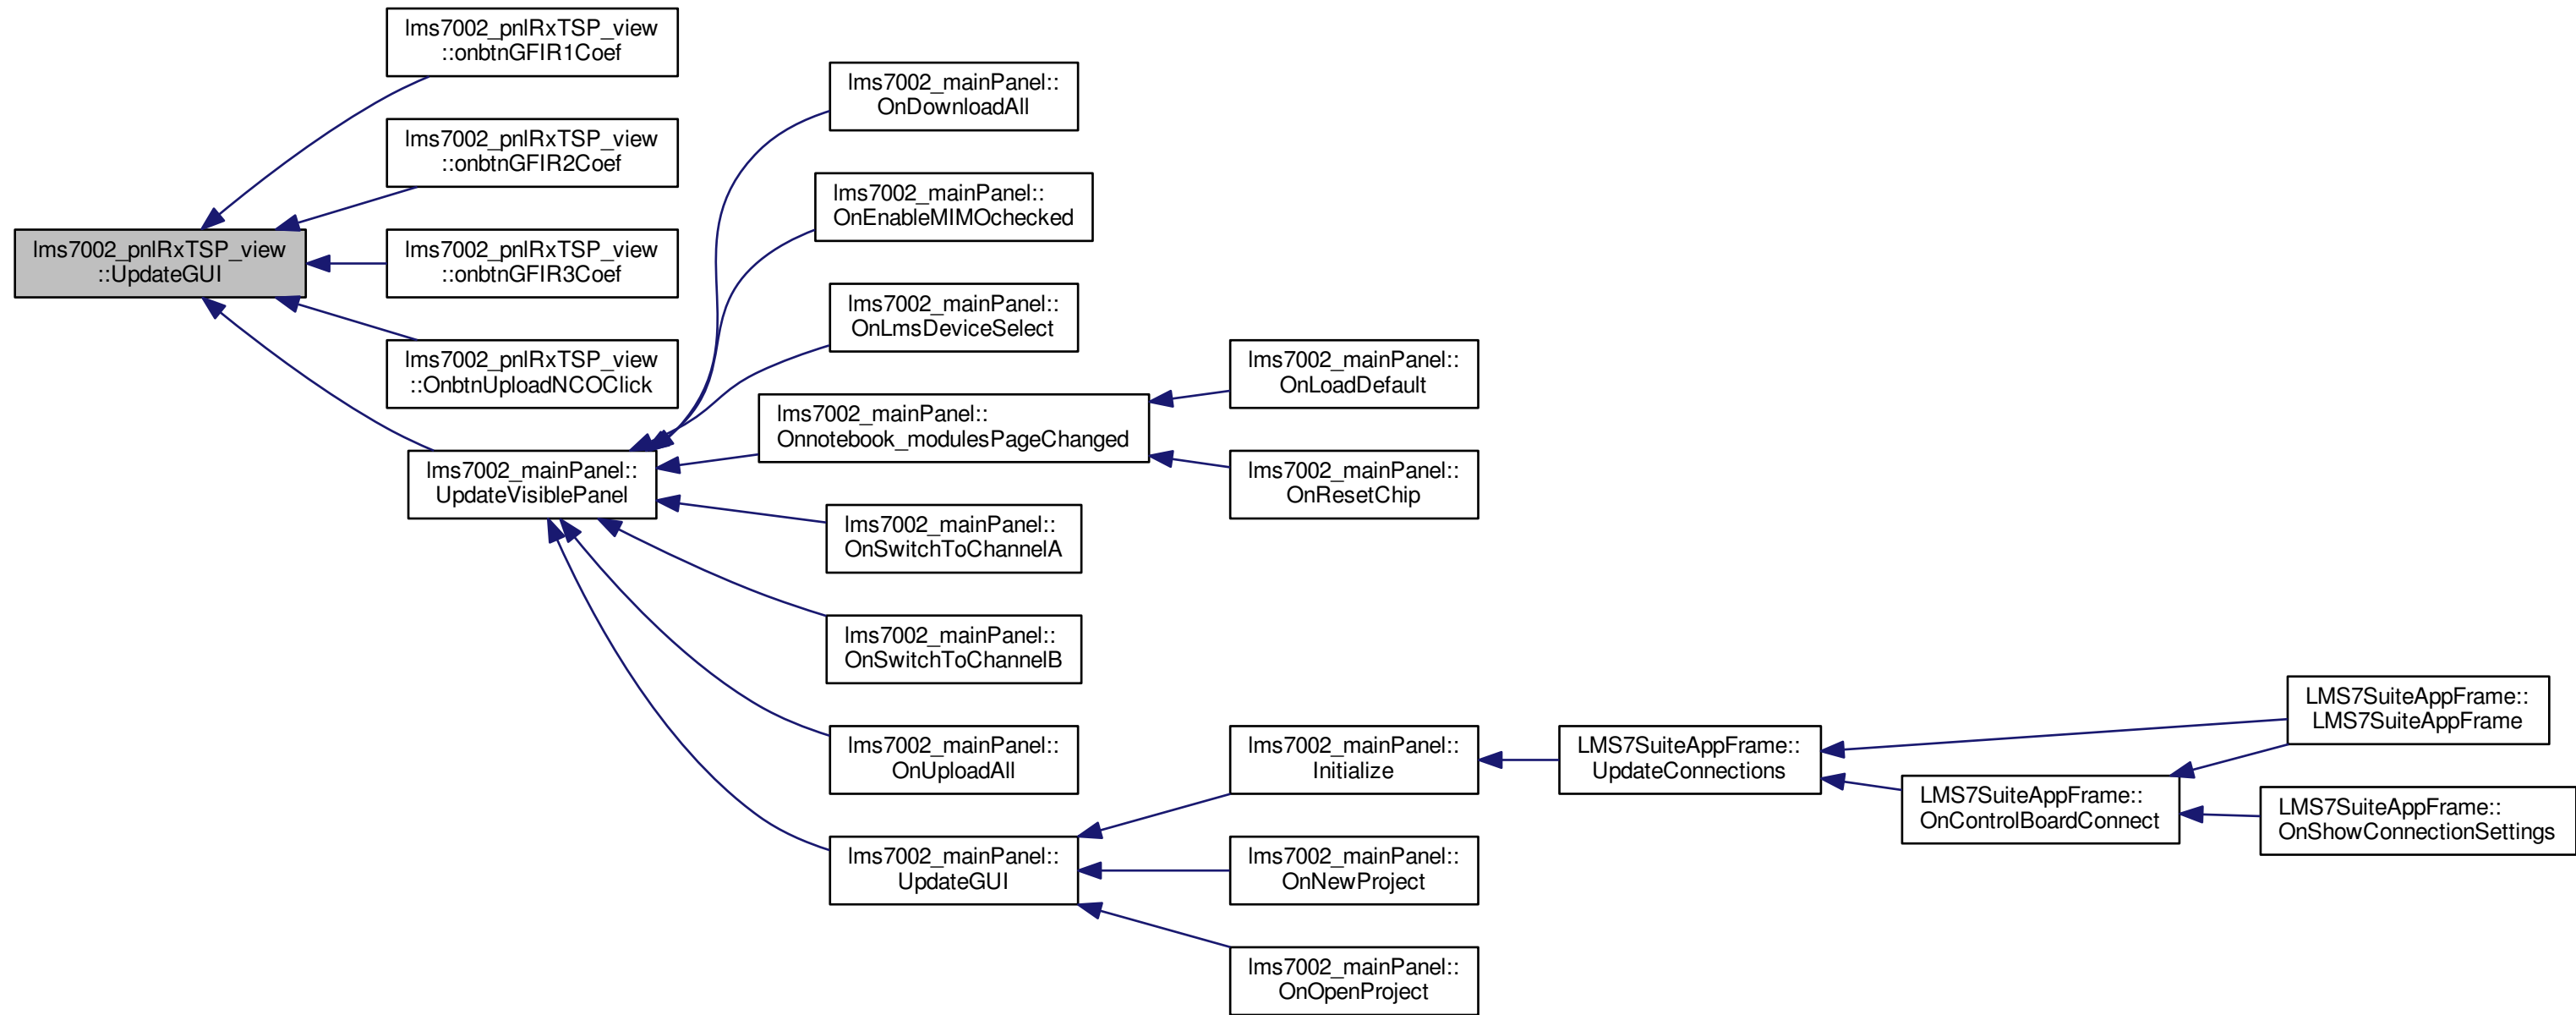 lms7002_pnlRxTSP_view
::UpdateGUI
lms7002_pnlRxTSP_view
::onbtnGFIR1Coef
lms7002_pnlRxTSP_view
::onbtnGFIR2Coef
lms7002_pnlRxTSP_view
::onbtnGFIR3Coef
lms7002_pnlRxTSP_view
::OnbtnUploadNCOClick
lms7002_mainPanel::
UpdateVisiblePanel
lms7002_mainPanel::
OnDownloadAll
lms7002_mainPanel::
OnEnableMIMOchecked
lms7002_mainPanel::
OnLmsDeviceSelect
lms7002_mainPanel::
Onnotebook_modulesPageChanged
lms7002_mainPanel::
OnSwitchToChannelA
lms7002_mainPanel::
OnSwitchToChannelB
lms7002_mainPanel::
OnUploadAll
lms7002_mainPanel::
UpdateGUI
lms7002_mainPanel::
OnLoadDefault
lms7002_mainPanel::
OnResetChip
lms7002_mainPanel::
Initialize
lms7002_mainPanel::
OnNewProject
lms7002_mainPanel::
OnOpenProject
LMS7SuiteAppFrame::
UpdateConnections
LMS7SuiteAppFrame::
OnControlBoardConnect
LMS7SuiteAppFrame::
LMS7SuiteAppFrame
LMS7SuiteAppFrame::
OnShowConnectionSettings